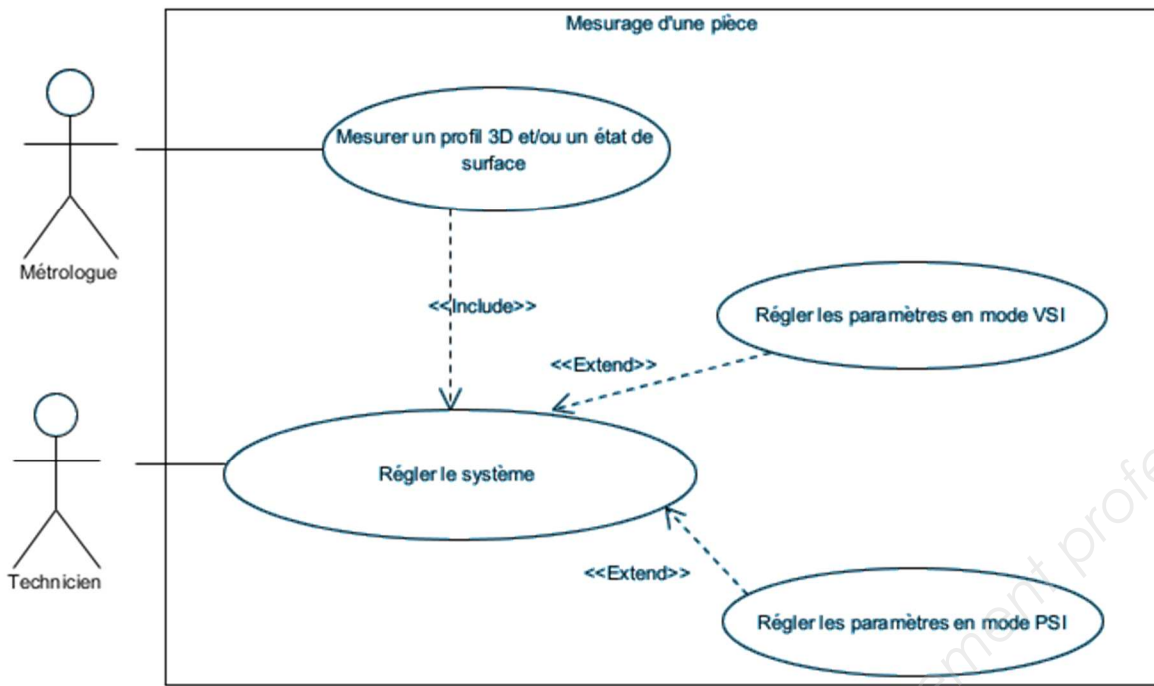 Mesurage d'une pièce
Mesurer un profil 3D et/ou un état de
surface
Métrologue
<<Include>>
Régler les paramètres en mode VSI
<<Extend>>
Régler le système
Technicien
<<Extend>>
Régler les paramètres en mode PSI